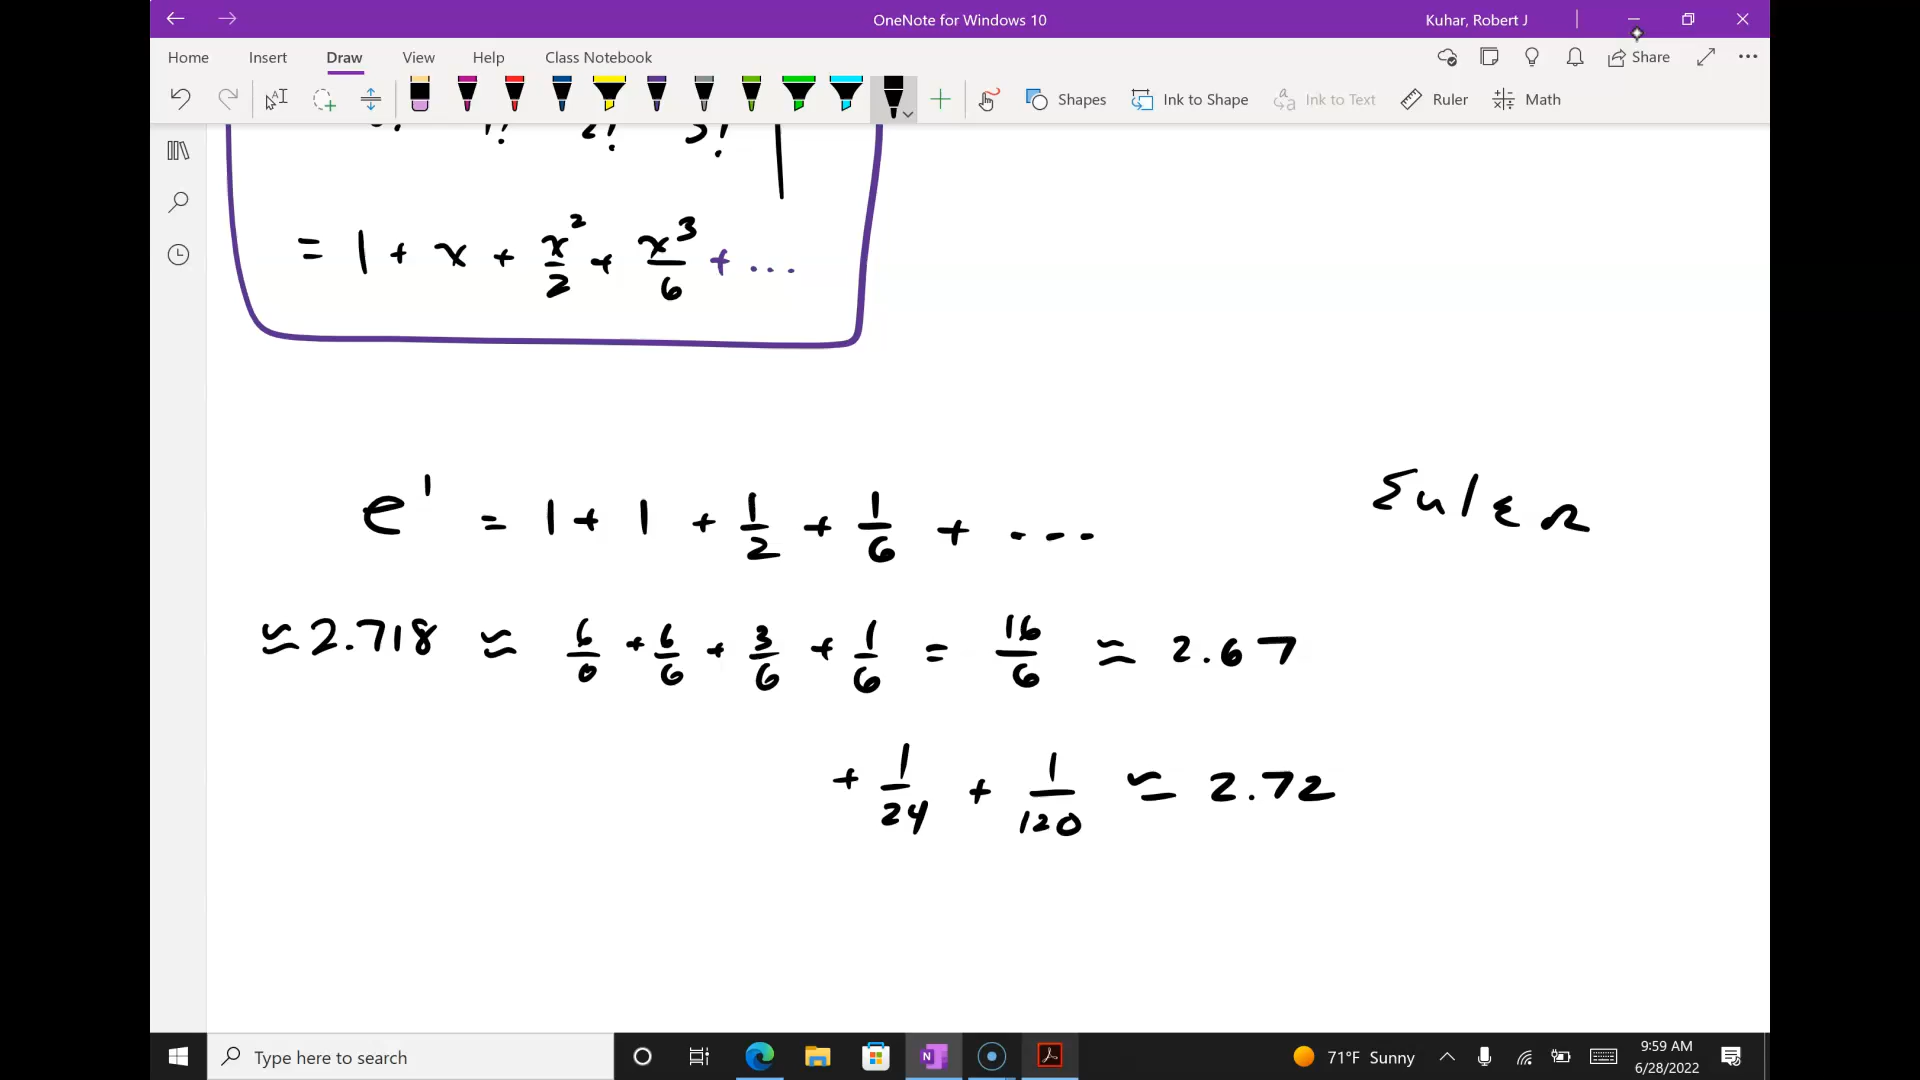 OneNote for Windows 10
Kuhar, Robert J
Home Insert Draw View Help Class Notebook
Share
Shapes Ink to Shape Ink to Text Ruler Math
1! 2! 3!
= 1 + x + x²/2 + x³/6 + ...
e¹ = 1 + 1 + 1/2 + 1/6 + ...
Euler
≈ 2.718 ≈ 6/6 + 6/6 + 3/6 + 1/6 = 16/6 ≈ 2.67
+ 1/24 + 1/120 ≈ 2.72
Type here to search
71°F Sunny
9:59 AM
6/28/2022